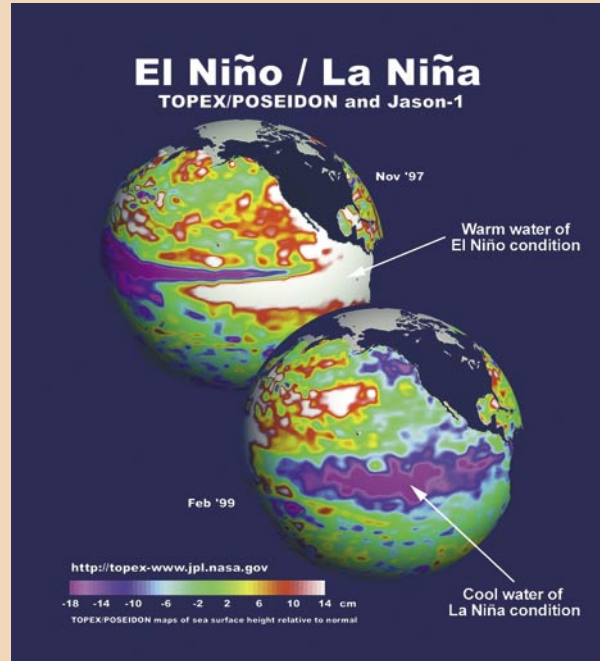 El Niño / La Niña
TOPEX/POSEIDON and Jason-1
Nov '97
Warm water of
El Niño condition
Feb '99
http://topex-www.jpl.nasa.gov
-18 -14 -10 -6 -2 2 6 10 14 cm
TOPEX/POSEIDON maps of sea surface height relative to normal
Cool water of
La Niña condition